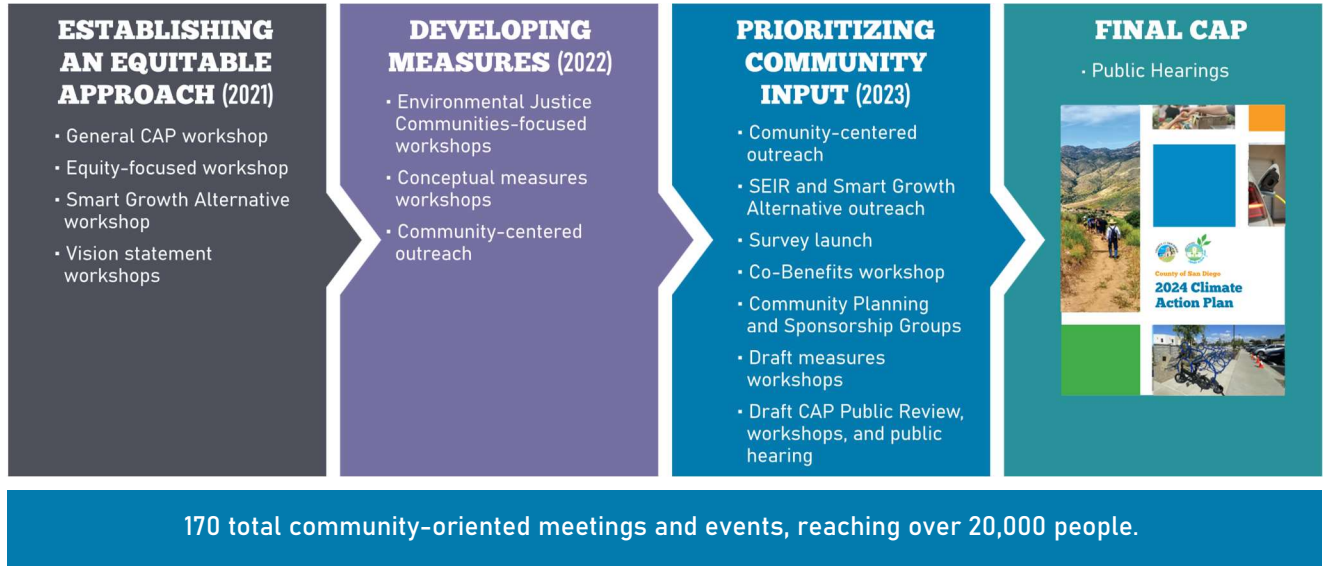 ESTABLISHING
AN EQUITABLE
APPROACH (2021)
· General CAP workshop
· Equity-focused workshop
· Smart Growth Alternative
workshop
· Vision statement
workshops
DEVELOPING
MEASURES (2022)
· Environmental Justice
Communities-focused
workshops
· Conceptual measures
workshops
· Community-centered
outreach
PRIORITIZING
COMMUNITY
INPUT (2023)
· Comunity-centered
outreach
· SEIR and Smart Growth
Alternative outreach
· Survey launch
· Co-Benefits workshop
· Community Planning
and Sponsorship Groups
· Draft measures
workshops
· Draft CAP Public Review,
workshops, and public
hearing
FINAL CAP
· Public Hearings
County of San Diego
2024 Climate
Action Plan
170 total community-oriented meetings and events, reaching over 20,000 people.